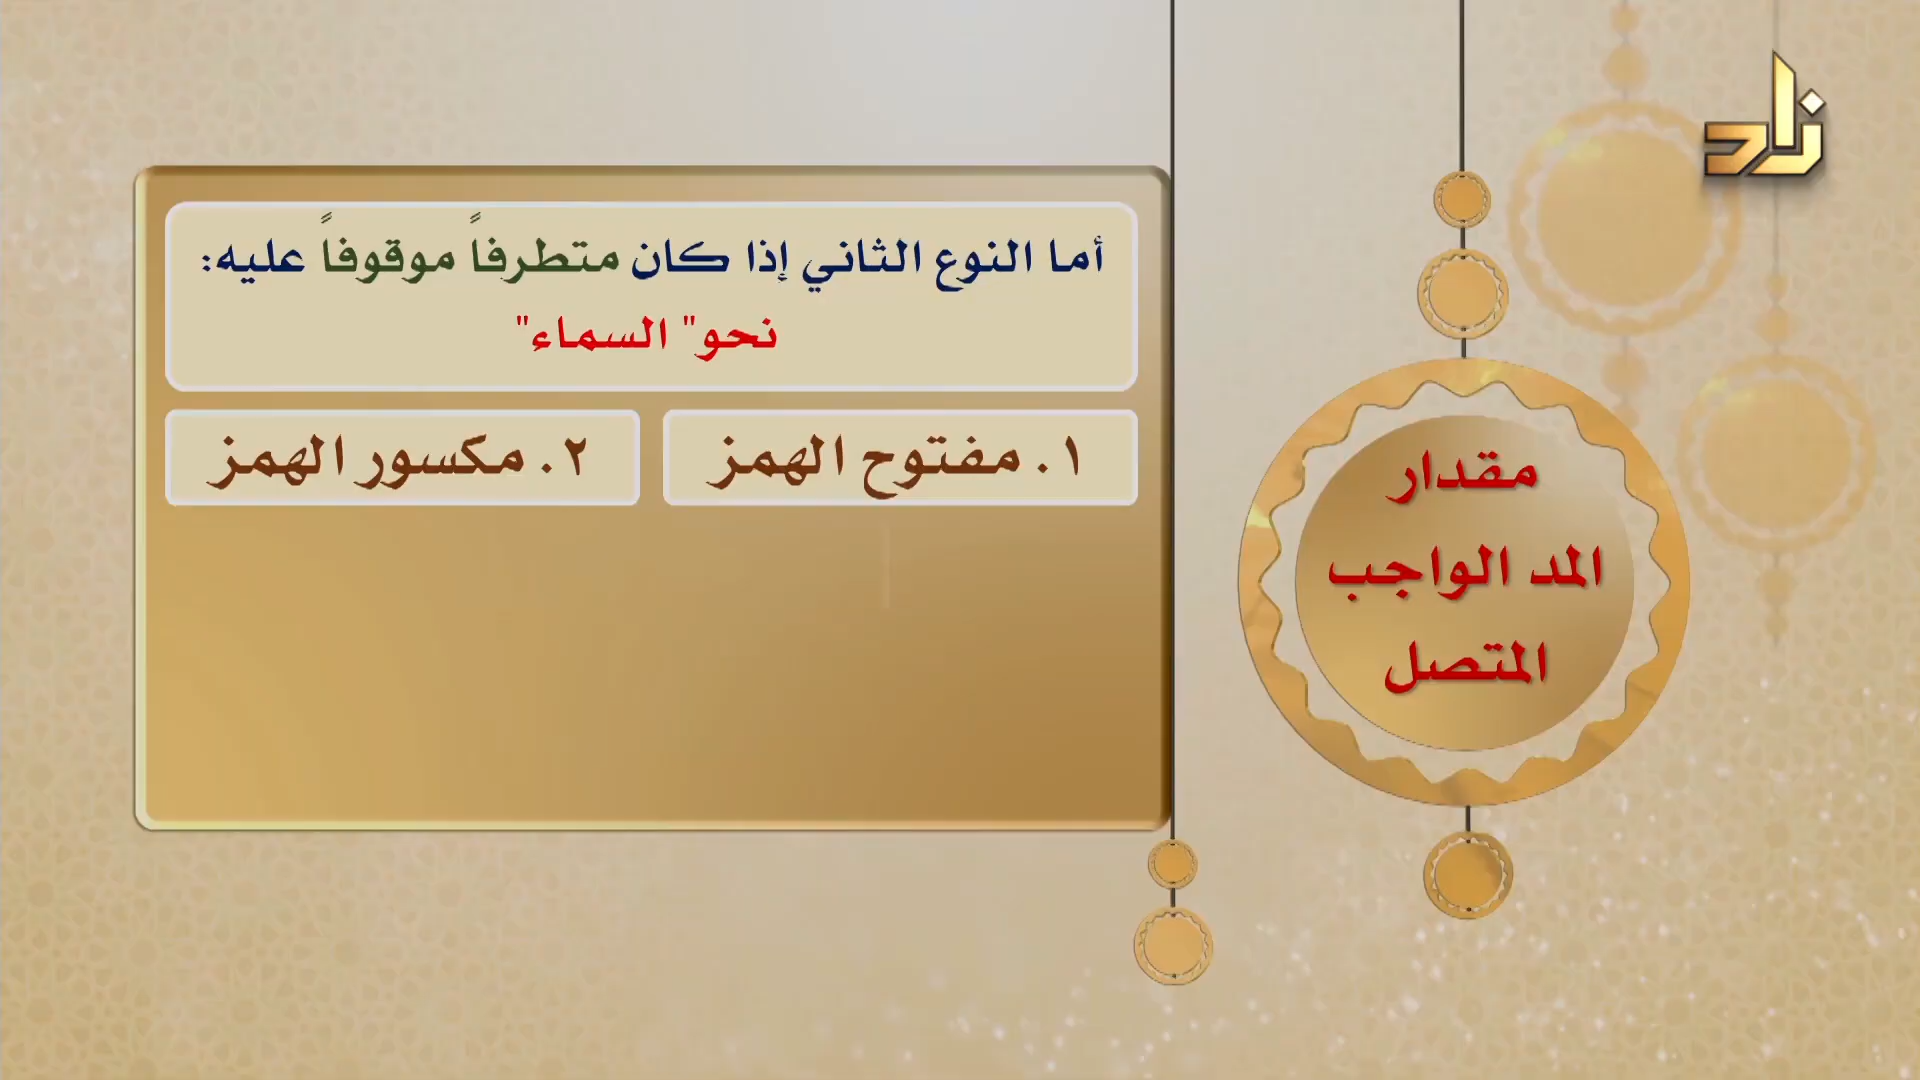 زاد
مقدار
المد الواجب
المتصل
أما النوع الثاني إذا كان متطرفاً موقوفاً عليه:
نحو" السماء"
١. مفتوح الهمز
٢. مكسور الهمز